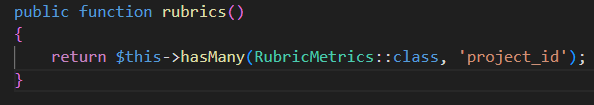 public function rubrics()
{
    return $this->hasMany(RubricMetrics::class, 'project_id');
}